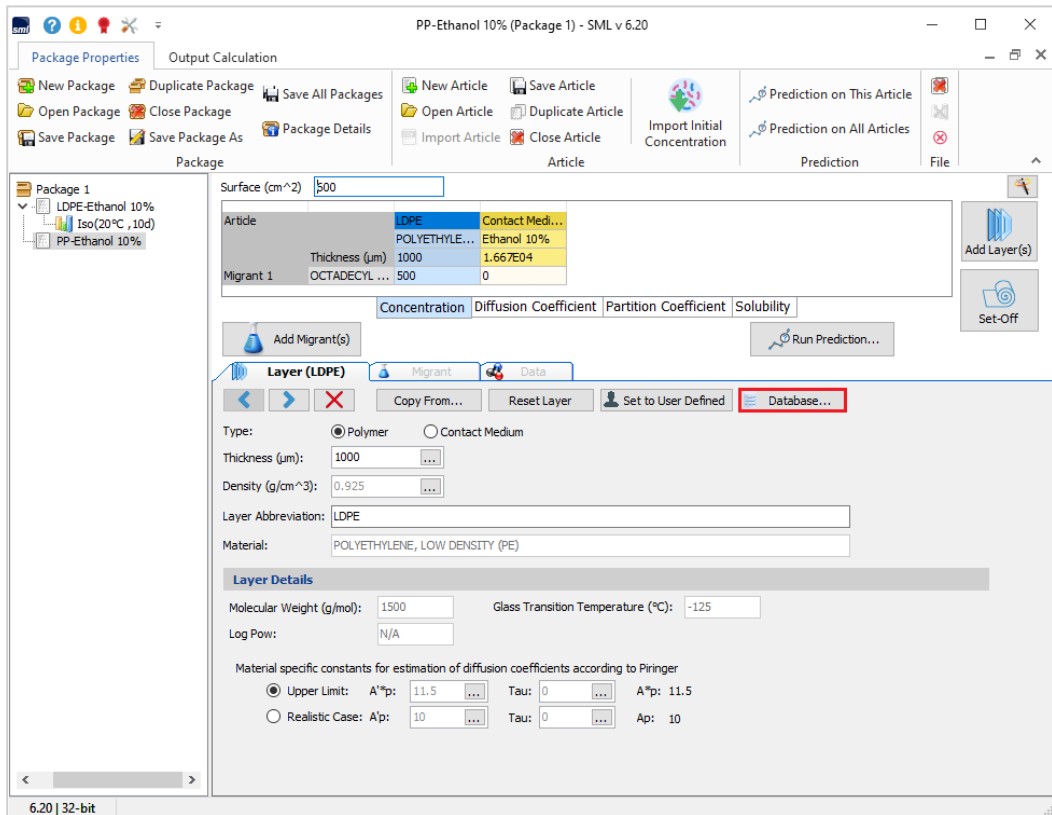 sml
PP-Ethanol 10% (Package 1) - SML v 6.20
Package Properties Output Calculation
New Package Duplicate Package Save All Packages New Article Save Article Prediction on This Article
Open Package Close Package Open Article Duplicate Article Import Initial Concentration
Save Package Save Package As Package Details Import Article Close Article Prediction on All Articles
Package Article Prediction File
Package 1
LDPE-Ethanol 10%
Iso(20°C ,10d)
PP-Ethanol 10%
Surface (cm^2) 500
Article LDPE Contact Medi...
POLYETHYLE... Ethanol 10%
Thickness (µm) 1000 1.667E04
Migrant 1 OCTADECYL ... 500 0
Concentration Diffusion Coefficient Partition Coefficient Solubility
Add Layer(s)
Set-Off
Add Migrant(s) Run Prediction...
Layer (LDPE) Migrant Data
Copy From... Reset Layer Set to User Defined Database...
Type: Polymer Contact Medium
Thickness (µm): 1000 ...
Density (g/cm^3): 0.925 ...
Layer Abbreviation: LDPE
Material: POLYETHYLENE, LOW DENSITY (PE)
Layer Details
Molecular Weight (g/mol): 1500 Glass Transition Temperature (°C): -125
Log Pow: N/A
Material specific constants for estimation of diffusion coefficients according to Piringer
Upper Limit: A'*p: 11.5 ... Tau: 0 ... A*p: 11.5
Realistic Case: A'p: 10 ... Tau: 0 ... Ap: 10
6.20 | 32-bit